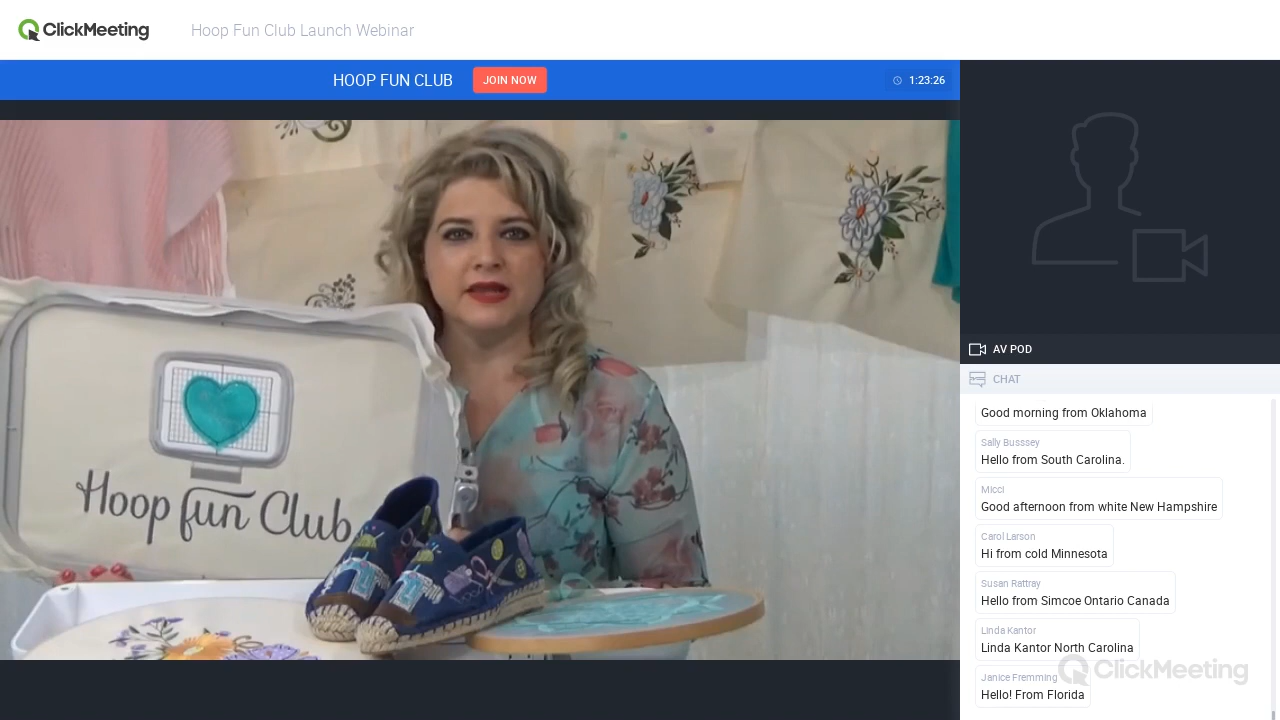 ClickMeeting
Hoop Fun Club Launch Webinar
HOOP FUN CLUB
JOIN NOW
1:23:26
Hoop fun Club
AV POD
CHAT
Good morning from Oklahoma
Sally Busssey
Hello from South Carolina.
Micci
Good afternoon from white New Hampshire
Carol Larson
Hi from cold Minnesota
Susan Rattray
Hello from Simcoe Ontario Canada
Linda Kantor
Linda Kantor North Carolina
Janice Fremming
Hello! From Florida
ClickMeeting